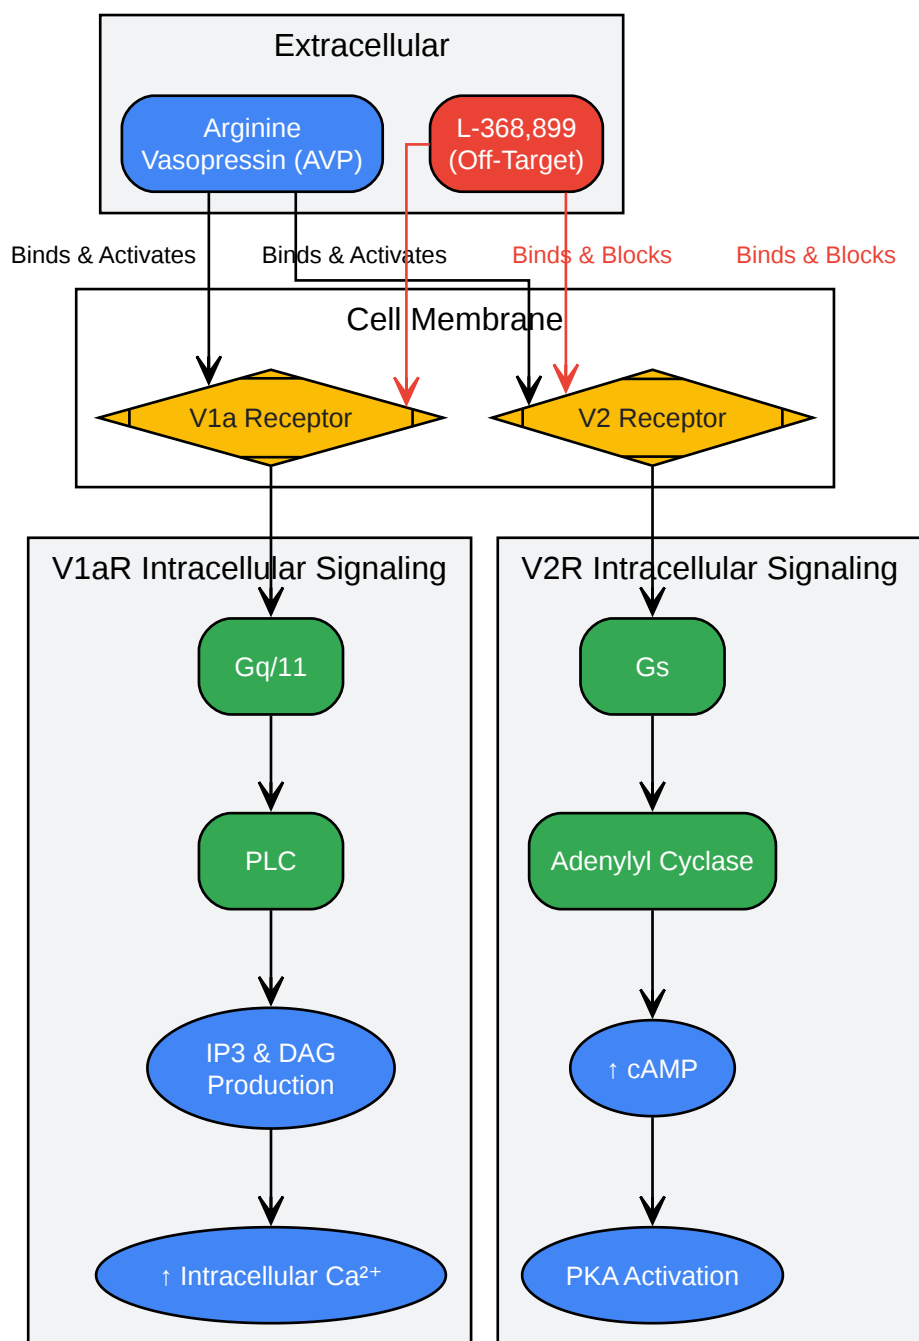 Extracellular
Arginine
Vasopressin (AVP)
L-368,899
(Off-Target)
Binds & Activates
Binds & Activates
Binds & Blocks
Binds & Blocks
Cell Membrane
V1a Receptor
V2 Receptor
V1aR Intracellular Signaling
V2R Intracellular Signaling
Gq/11
Gs
PLC
Adenylyl Cyclase
IP3 & DAG
Production
↑ cAMP
↑ Intracellular Ca²⁺
PKA Activation